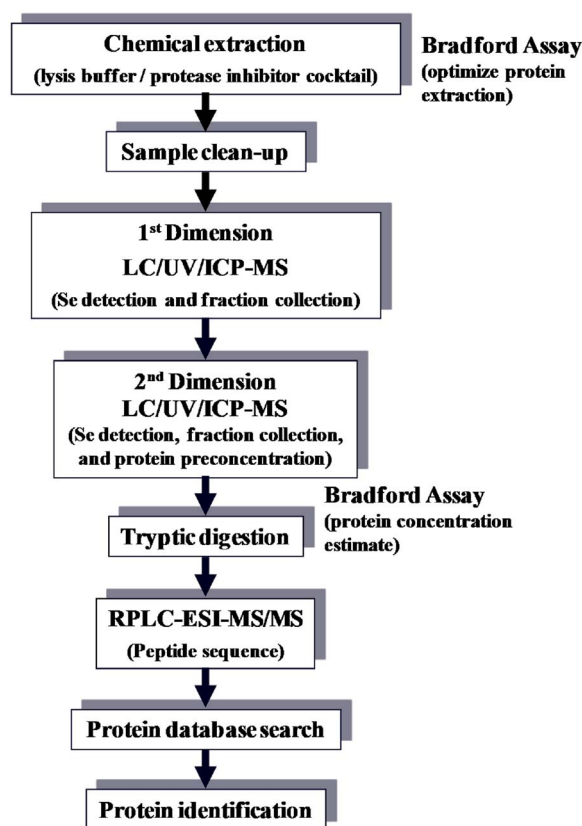 Chemical extraction
(lysis buffer / protease inhibitor cocktail)
Bradford Assay
(optimize protein
extraction)
Sample clean-up
1st Dimension
LC/UV/ICP-MS
(Se detection and fraction collection)
2nd Dimension
LC/UV/ICP-MS
(Se detection, fraction collection,
and protein preconcentration)
Bradford Assay
(protein concentration
estimate)
Tryptic digestion
RPLC-ESI-MS/MS
(Peptide sequence)
Protein database search
Protein identification